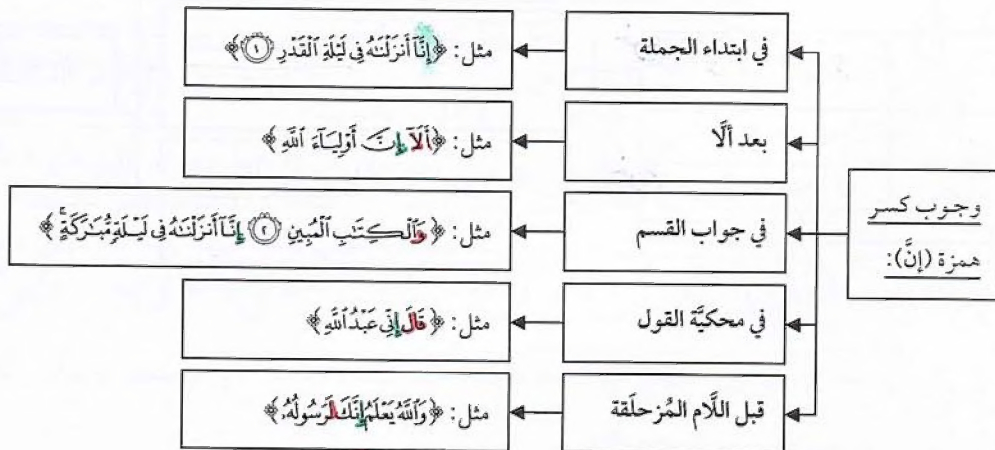 وجوب كسر
همزة (إنَّ):
في ابتداء الجملة
مثل: ﴿إِنَّآ أَنزَلْنَٰهُ فِى لَيْلَةِ ٱلْقَدْرِ ١﴾
بعد ألَّا
مثل: ﴿أَلَآ إِنَّ أَوْلِيَآءَ ٱللَّهِ﴾
في جواب القسم
مثل: ﴿وَٱلْكِتَٰبِ ٱلْمُبِينِ ٢ إِنَّآ أَنزَلْنَٰهُ فِى لَيْلَةٍ مُّبَٰرَكَةٍ ۚ﴾
في محكيَّة القول
مثل: ﴿قَالَ إِنِّى عَبْدُ ٱللَّهِ﴾
قبل اللَّام المُزحلَقة
مثل: ﴿وَٱللَّهُ يَعْلَمُ إِنَّكَ لَرَسُولُهُۥ﴾